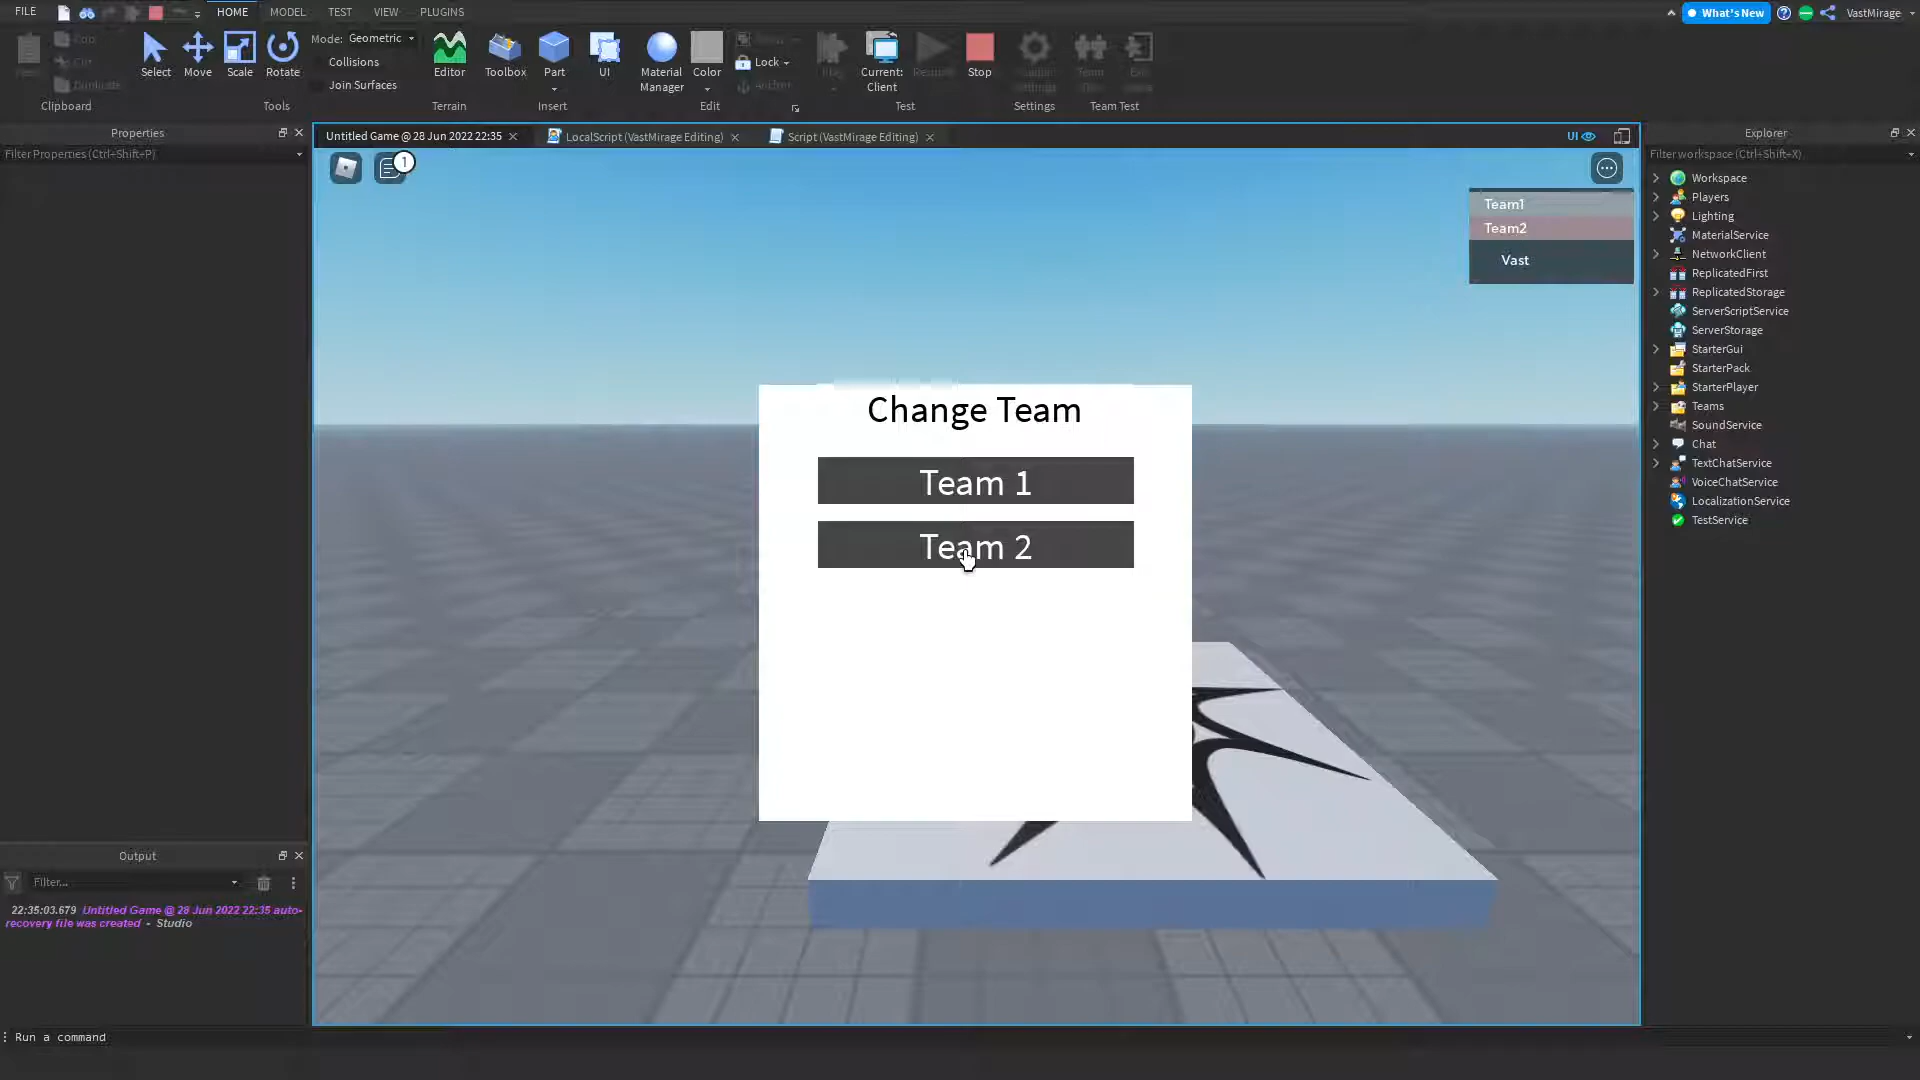 FILE
HOME
MODEL
TEST
VIEW
PLUGINS
What's New
VastMirage
Select
Move
Scale
Rotate
Mode: Geometric
Collisions
Join Surfaces
Editor
Toolbox
Part
UI
Material
Manager
Color
Lock
Current:
Client
Stop
Clipboard
Tools
Terrain
Insert
Edit
Test
Settings
Team Test
Properties
Filter Properties (Ctrl+Shift+P)
Untitled Game @ 28 Jun 2022 22:35
LocalScript (VastMirage Editing)
Script (VastMirage Editing)
UI
1
Team1
Team2
Vast
Change Team
Team 1
Team 2
Explorer
Filter workspace (Ctrl+Shift+X)
Workspace
Players
Lighting
MaterialService
NetworkClient
ReplicatedFirst
ReplicatedStorage
ServerScriptService
ServerStorage
StarterGui
StarterPack
StarterPlayer
Teams
SoundService
Chat
TextChatService
VoiceChatService
LocalizationService
TestService
Output
Filter...
22:35:03.679 Untitled Game @ 28 Jun 2022 22:35 auto-
recovery file was created - Studio
Run a command